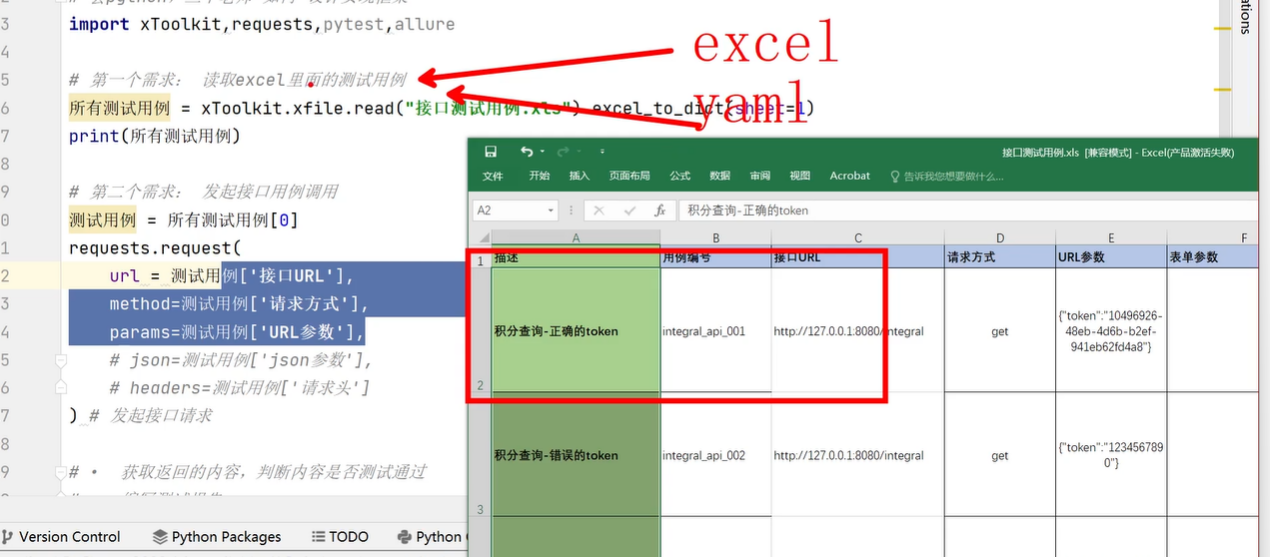 import xToolkit,requests,pytest,allure
excel
# 第一个需求： 读取excel里面的测试用例
yaml
所有测试用例 = xToolkit.xfile.read("接口测试用例.xls").excel_to_dict(sheet=1)
print(所有测试用例)
# 第二个需求： 发起接口用例调用
测试用例 = 所有测试用例[0]
requests.request(
url = 测试用例['接口URL'],
method=测试用例['请求方式'],
params=测试用例['URL参数'],
# json=测试用例['json参数'],
# headers=测试用例['请求头']
) # 发起接口请求
# • 获取返回的内容，判断内容是否测试通过
接口测试用例.xls [兼容模式] - Excel(产品激活失败)
文件 开始 插入 页面布局 公式 数据 审阅 视图 Acrobat 告诉我您想要做什么...
A2 fx 积分查询-正确的token
A B C D E F
1 描述 用例编号 接口URL 请求方式 URL参数 表单参数
2 积分查询-正确的token integral_api_001 http://127.0.0.1:8080/integral get {"token":"10496926-
48eb-4d6b-b2ef-
941eb62fd4a8"}
3 积分查询-错误的token integral_api_002 http://127.0.0.1:8080/integral get {"token":"123456789
0"}
Version Control Python Packages TODO Python